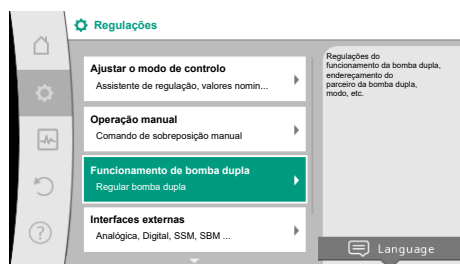 Regulações
Ajustar o modo de controlo
Assistente de regulação, valores nomin...
Operação manual
Comando de sobreposição manual
Funcionamento de bomba dupla
Regular bomba dupla
Interfaces externas
Analógica, Digital, SSM, SBM ...
Regulações do
funcionamento da bomba dupla,
endereçamento do
parceiro da bomba dupla,
modo, etc.
Language